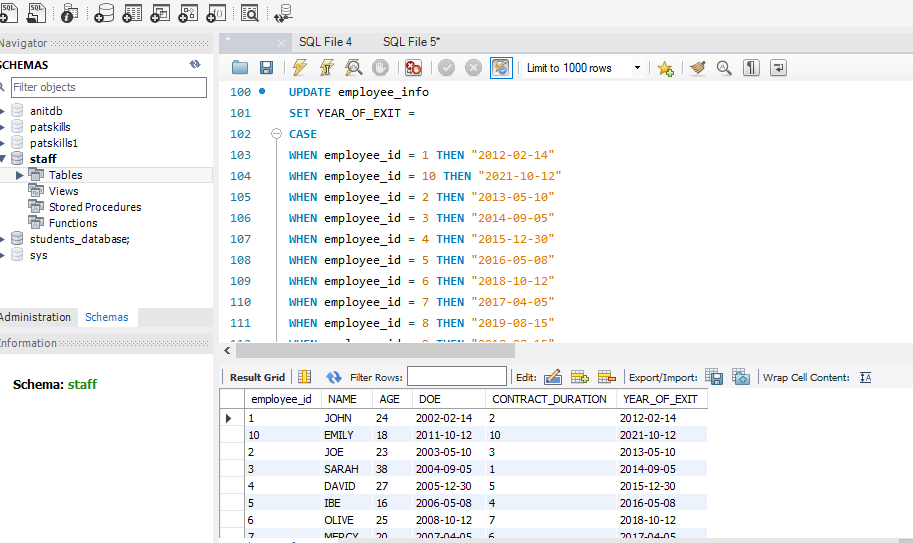 SQL
SQL
Navigator
SCHEMAS
Filter objects
anitdb
patskills
patskills1
staff
Tables
Views
Stored Procedures
Functions
students_database;
sys
Administration Schemas
Information
Schema: staff
* SQL File 4 SQL File 5*
Limit to 1000 rows
100 UPDATE employee_info
101 SET YEAR_OF_EXIT =
102 CASE
103 WHEN employee_id = 1 THEN "2012-02-14"
104 WHEN employee_id = 10 THEN "2021-10-12"
105 WHEN employee_id = 2 THEN "2013-05-10"
106 WHEN employee_id = 3 THEN "2014-09-05"
107 WHEN employee_id = 4 THEN "2015-12-30"
108 WHEN employee_id = 5 THEN "2016-05-08"
109 WHEN employee_id = 6 THEN "2018-10-12"
110 WHEN employee_id = 7 THEN "2017-04-05"
111 WHEN employee_id = 8 THEN "2019-08-15"
Result Grid Filter Rows: Edit: Export/Import: Wrap Cell Content:
employee_id NAME AGE DOE CONTRACT_DURATION YEAR_OF_EXIT
1 JOHN 24 2002-02-14 2 2012-02-14
10 EMILY 18 2011-10-12 10 2021-10-12
2 JOE 23 2003-05-10 3 2013-05-10
3 SARAH 38 2004-09-05 1 2014-09-05
4 DAVID 27 2005-12-30 5 2015-12-30
5 IBE 16 2006-05-08 4 2016-05-08
6 OLIVE 25 2008-10-12 7 2018-10-12
7 MERCY 20 2007-04-05 6 2017-04-05